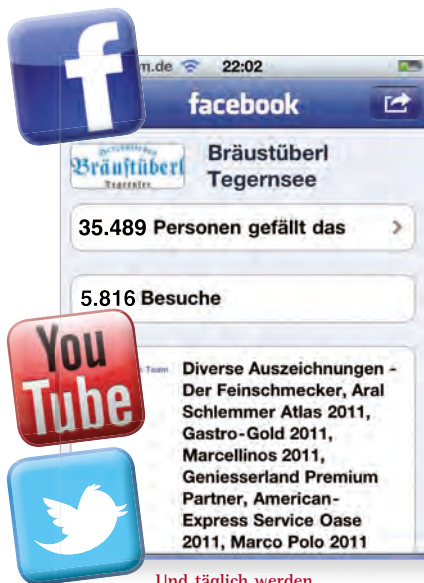 f
m.de 22:02
facebook
Herzogliches
Bräustüberl
Tegernsee
Bräustüberl
Tegernsee
35.489 Personen gefällt das
5.816 Besuche
You
Tube
Team
Diverse Auszeichnungen -
Der Feinschmecker, Aral
Schlemmer Atlas 2011,
Gastro-Gold 2011,
Marcellinos 2011,
Geniesserland Premium
Partner, American-
Express Service Oase
2011, Marco Polo 2011
Und täglich werden